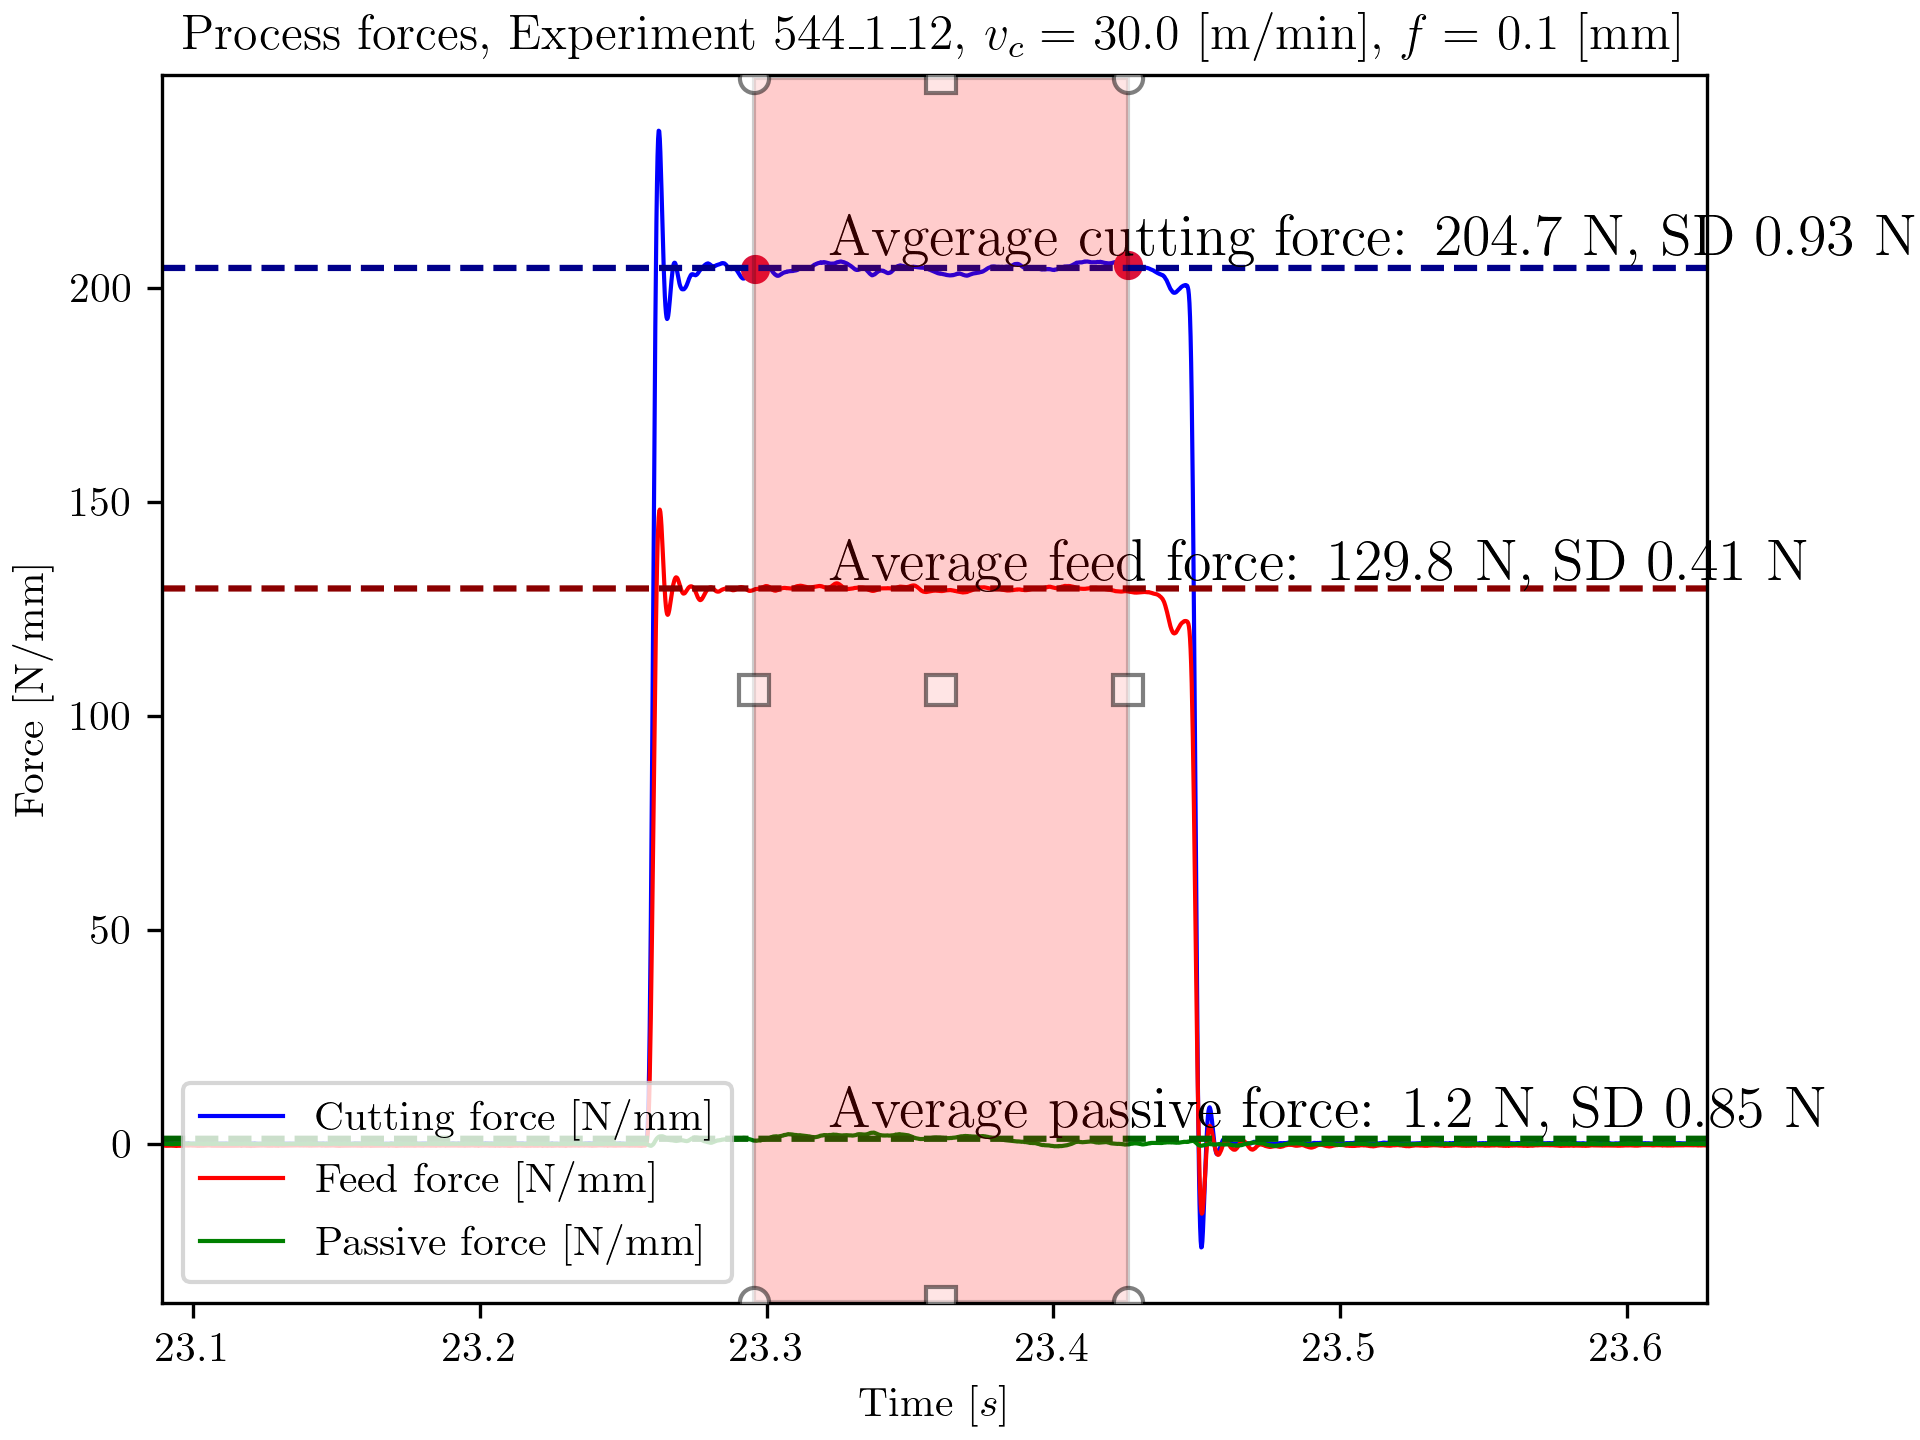 Process forces, Experiment 544_1_12, v_c = 30.0 [m/min], f = 0.1 [mm]
Avgerage cutting force: 204.7 N, SD 0.93 N
200
150
Average feed force: 129.8 N, SD 0.41 N
Force [N/mm]
100
50
Average passive force: 1.2 N, SD 0.85 N
0
Cutting force [N/mm]
Feed force [N/mm]
Passive force [N/mm]
23.1 23.2 23.3 23.4 23.5 23.6
Time [s]